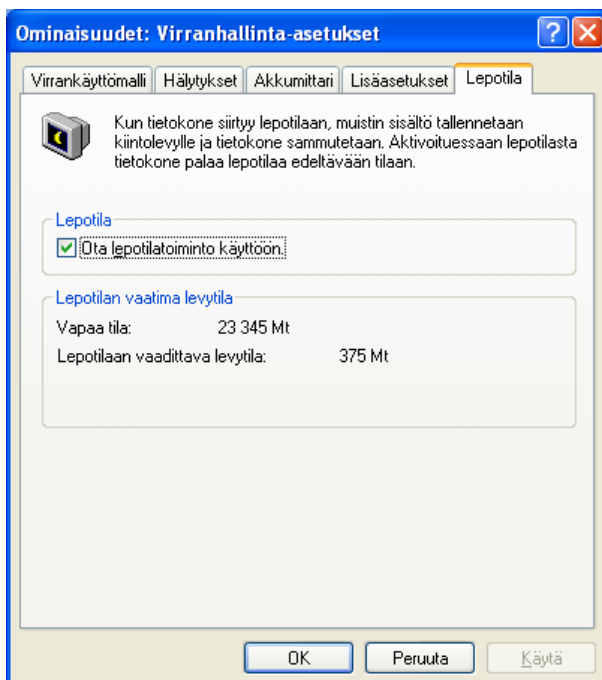 Ominaisuudet: Virranhallinta-asetukset
Virrankäyttömalli Hälytykset Akkumittari Lisäasetukset Lepotila
Kun tietokone siirtyy lepotilaan, muistin sisältö tallennetaan
kiintolevylle ja tietokone sammutetaan. Aktivoituessaan lepotilasta
tietokone palaa lepotilaa edeltävään tilaan.
Lepotila
Ota lepotilatoiminto käyttöön.
Lepotilan vaatima levytila
Vapaa tila: 23 345 Mt
Lepotilaan vaadittava levytila: 375 Mt
OK Peruuta Käytä